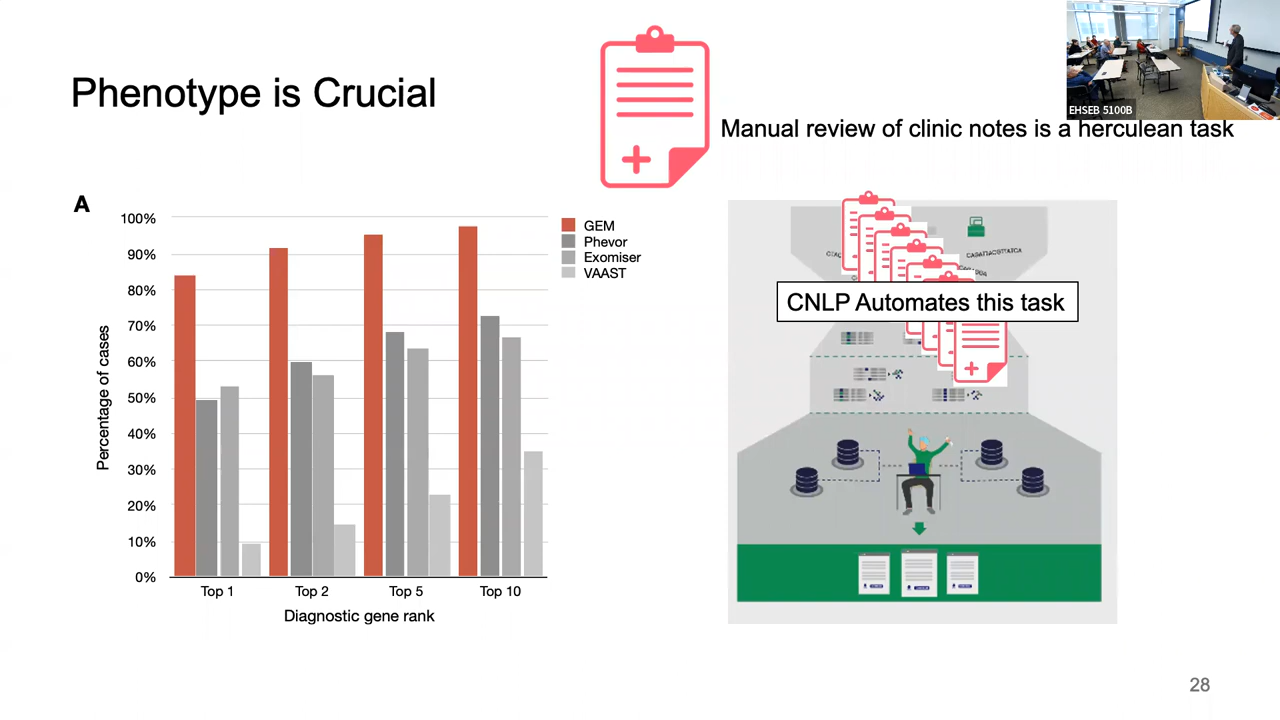 Phenotype is Crucial
EHSEB 5100B
Manual review of clinic notes is a herculean task
A
100%
90%
80%
70%
60%
50%
40%
30%
20%
10%
0%
Percentage of cases
GEM
Phevor
Exomiser
VAAST
Top 1
Top 2
Top 5
Top 10
Diagnostic gene rank
CAGATTACGTTATCA
CNLP Automates this task
28